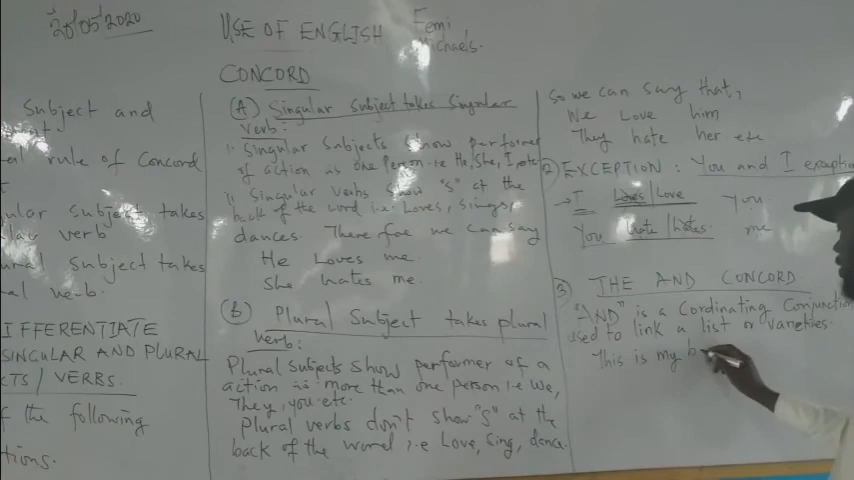 20/05/2020
USE OF ENGLISH
Femi
Michaels.
Subject and
al rule of Concord
ular subject takes
verb
ural subject takes
al verb.
IFFERENTIATE
SINGULAR AND PLURAL
CTS / VERBS.
f the following
tions.
CONCORD
(A) Singular subject takes singular
verb:
i. Singular subjects show performer
of action as one person i.e He, She, I, etc
ii. Singular verbs show "s" at the
back of the word i.e. Loves, sings,
dances. There foe we can say
He Loves me.
She hates me.
(B) Plural Subject takes plural
verb:
Plural subjects show performer of a
action as more than one person i.e We,
They, you etc.
Plural verbs don't show "S" at the
back of the word i.e Love, Sing, dance.
So we can say that,
We Love him
They hate her etc
(2) EXCEPTION: You and I exception
→ I Loves/Love You
You hate/hates. me
(3) THE AND CONCORD
"AND" is a Cordinating Conjunction
used to link a list or varieties.
This is my b